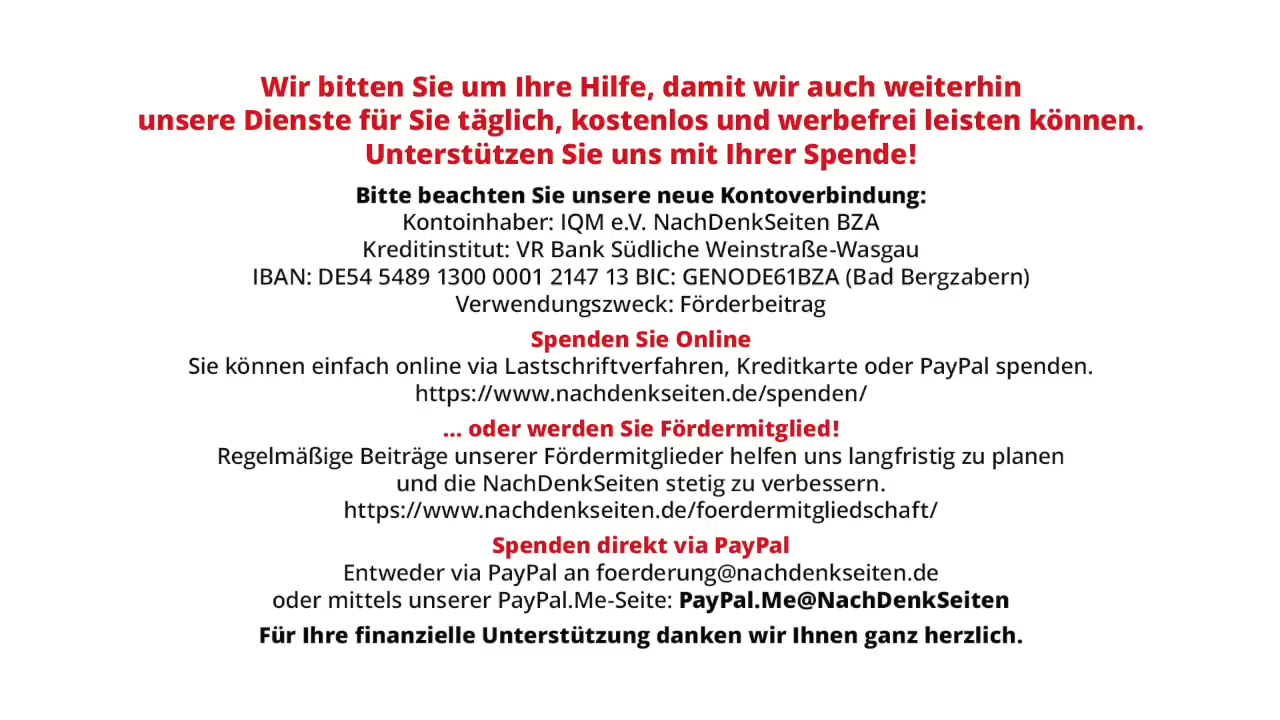 Wir bitten Sie um Ihre Hilfe, damit wir auch weiterhin
unsere Dienste für Sie täglich, kostenlos und werbefrei leisten können.
Unterstützen Sie uns mit Ihrer Spende!
Bitte beachten Sie unsere neue Kontoverbindung:
Kontoinhaber: IQM e.V. NachDenkSeiten BZA
Kreditinstitut: VR Bank Südliche Weinstraße-Wasgau
IBAN: DE54 5489 1300 0001 2147 13 BIC: GENODE61BZA (Bad Bergzabern)
Verwendungszweck: Förderbeitrag
Spenden Sie Online
Sie können einfach online via Lastschriftverfahren, Kreditkarte oder PayPal spenden.
https://www.nachdenkseiten.de/spenden/
... oder werden Sie Fördermitglied!
Regelmäßige Beiträge unserer Fördermitglieder helfen uns langfristig zu planen
und die NachDenkSeiten stetig zu verbessern.
https://www.nachdenkseiten.de/foerdermitgliedschaft/
Spenden direkt via PayPal
Entweder via PayPal an foerderung@nachdenkseiten.de
oder mittels unserer PayPal.Me-Seite: PayPal.Me@NachDenkSeiten
Für Ihre finanzielle Unterstützung danken wir Ihnen ganz herzlich.